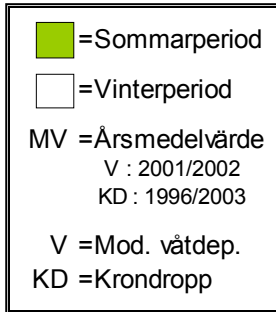 =Sommarperiod
=Vinterperiod
MV =Årsmedelvärde
V : 2001/2002
KD : 1996/2003
V =Mod. våtdep.
KD =Krondropp